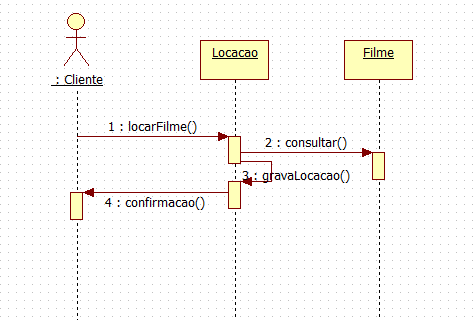 : Cliente
Locacao
Filme
1 : locarFilme()
2 : consultar()
3 : gravaLocacao()
4 : confirmacao()